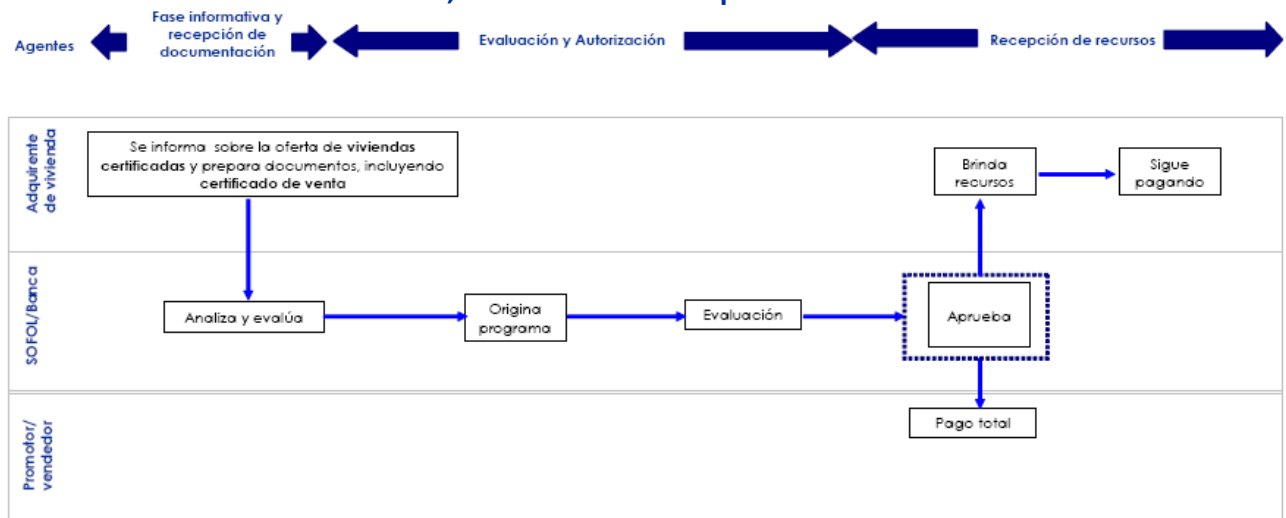 Agentes
Fase informativa y
recepción de
documentación
Evaluación y Autorización
Recepción de recursos
Adquirente
de vivienda
Se informa sobre la oferta de viviendas
certificadas y prepara documentos, incluyendo
certificado de venta
Brinda
recursos
Sigue
pagando
SOFOL/Banca
Analiza y evalúa
Origina
programa
Evaluación
Aprueba
Promotor/
vendedor
Pago total